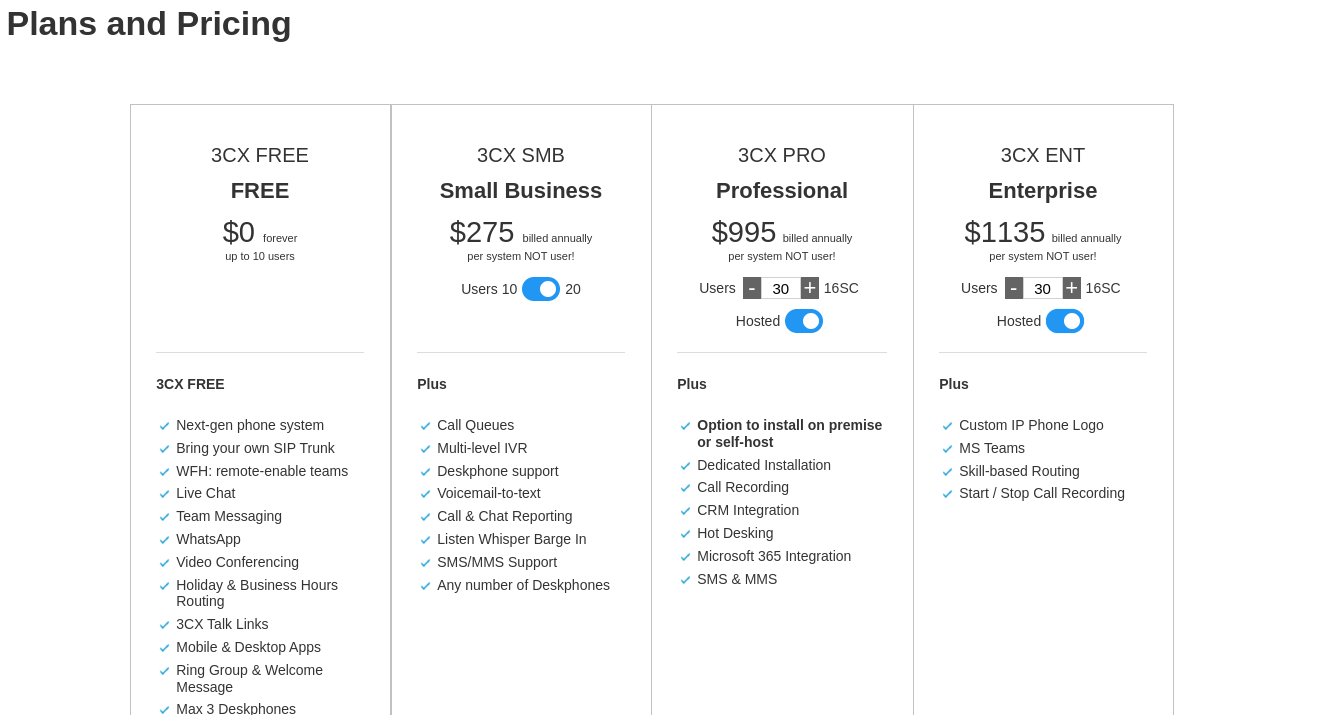 Plans and Pricing
3CX FREE
FREE
$0 forever
up to 10 users
3CX FREE
Next-gen phone system
Bring your own SIP Trunk
WFH: remote-enable teams
Live Chat
Team Messaging
WhatsApp
Video Conferencing
Holiday & Business Hours
Routing
3CX Talk Links
Mobile & Desktop Apps
Ring Group & Welcome
Message
Max 3 Deskphones
3CX SMB
Small Business
$275 billed annually
per system NOT user!
Users 10 20
Plus
Call Queues
Multi-level IVR
Deskphone support
Voicemail-to-text
Call & Chat Reporting
Listen Whisper Barge In
SMS/MMS Support
Any number of Deskphones
3CX PRO
Professional
$995 billed annually
per system NOT user!
Users - 30 + 16SC
Hosted
Plus
Option to install on premise
or self-host
Dedicated Installation
Call Recording
CRM Integration
Hot Desking
Microsoft 365 Integration
SMS & MMS
3CX ENT
Enterprise
$1135 billed annually
per system NOT user!
Users - 30 + 16SC
Hosted
Plus
Custom IP Phone Logo
MS Teams
Skill-based Routing
Start / Stop Call Recording